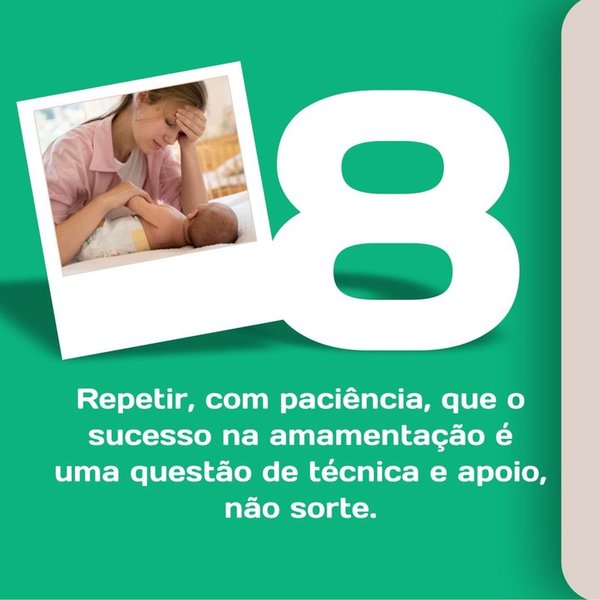 8
Repetir, com paciência, que o
sucesso na amamentação é
uma questão de técnica e apoio,
não sorte.